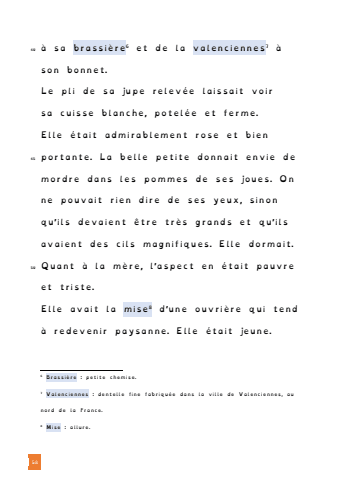 à sa brassière⁶ et de la valenciennes⁷ à
son bonnet.
Le pli de sa jupe relevée laissait voir
sa cuisse blanche, potelée et ferme.
Elle était admirablement rose et bien
portante. La belle petite donnait envie de
mordre dans les pommes de ses joues. On
ne pouvait rien dire de ses yeux, sinon
qu'ils devaient être très grands et qu'ils
avaient des cils magnifiques. Elle dormait.
Quant à la mère, l'aspect en était pauvre
et triste.
Elle avait la mise⁸ d'une ouvrière qui tend
à redevenir paysanne. Elle était jeune.
⁶ Brassière : petite chemise.
⁷ Valenciennes : dentelle fine fabriquée dans la ville de Valenciennes, au
nord de la France.
⁸ Mise : allure.